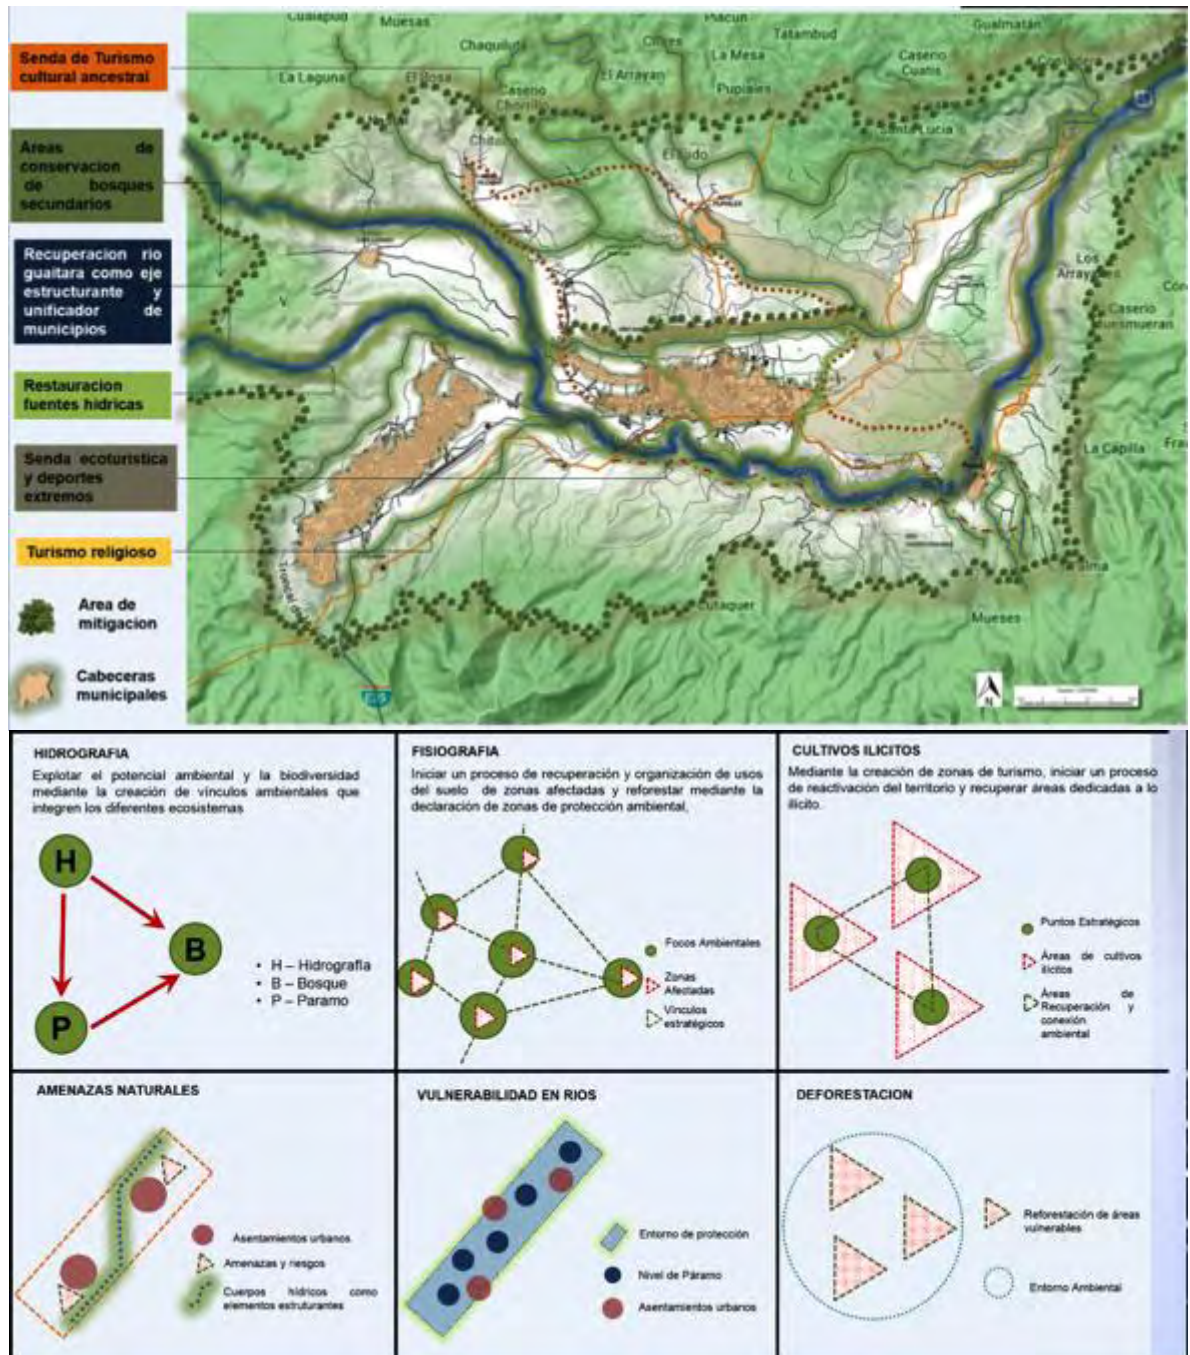 Cualapud
Muesas
Piacun
Tatambud
Gualmatán
Chaquilula
Cifres
La Mesa
Caserio
Cuatis
La Laguna
El Rosa
El Arrayan
Caserio
Chorrillo
Pupiales
Santa Lucia
El Gudo
Los
Arrayanes
Caserio
La Capilla
Cutaquer
Mueses
N
Senda de Turismo
cultural ancestral
Areas de
conservacion
de bosques
secundarios
Recuperacion rio
guaitara como eje
estructurante y
unificador de
municipios
Restauracion
fuentes hidricas
Senda ecoturistica
y deportes
extremos
Turismo religioso
Area de
mitigacion
Cabeceras
municipales
HIDROGRAFIA
Explotar el potencial ambiental y la biodiversidad
mediante la creación de vínculos ambientales que
integren los diferentes ecosistemas
H
B
P
• H – Hidrografía
• B – Bosque
• P – Paramo
FISIOGRAFIA
Iniciar un proceso de recuperación y organización de usos
del suelo de zonas afectadas y reforestar mediante la
declaración de zonas de protección ambiental,
Focos Ambientales
Zonas
Afectadas
Vínculos
estratégicos
CULTIVOS ILICITOS
Mediante la creación de zonas de turismo, iniciar un proceso
de reactivación del territorio y recuperar áreas dedicadas a lo
ilícito.
Puntos Estratégicos
Áreas de cultivos
ilícitos
Áreas de
Recuperación y
conexión
ambiental
AMENAZAS NATURALES
Asentamientos urbanos
Amenazas y riesgos
Cuerpos hídricos como
elementos estruturantes
VULNERABILIDAD EN RIOS
Entorno de protección
Nivel de Páramo
Asentamientos urbanos
DEFORESTACION
Reforestación de áreas
vulnerables
Entorno Ambiental